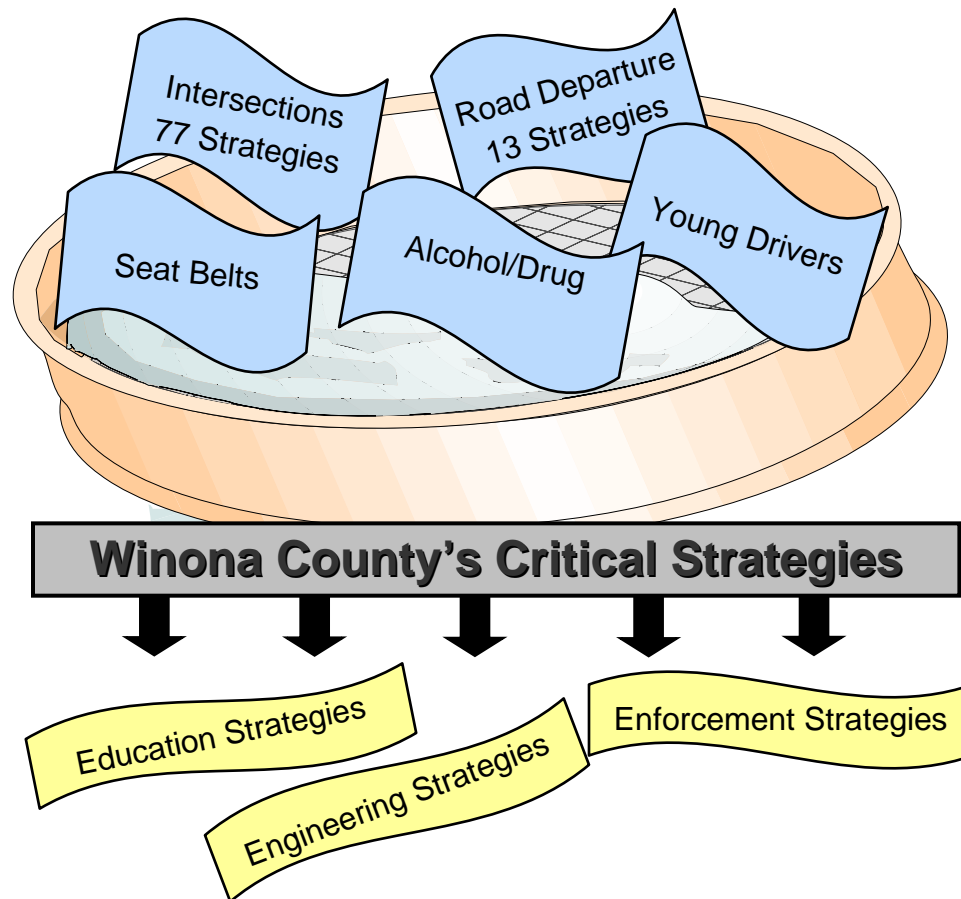 Intersections
77 Strategies
Road Departure
13 Strategies
Seat Belts
Alcohol/Drug
Young Drivers
Winona County’s Critical Strategies
Education Strategies
Engineering Strategies
Enforcement Strategies